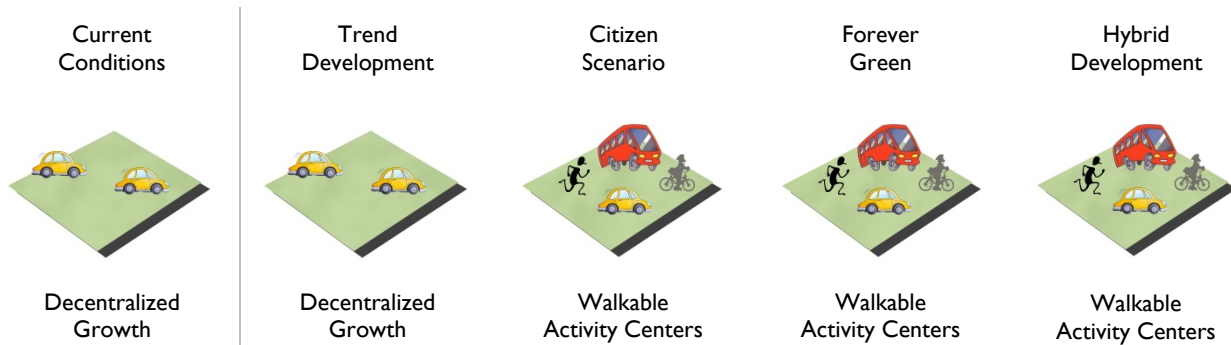 Current
Conditions
Trend
Development
Citizen
Scenario
Forever
Green
Hybrid
Development
Decentralized
Growth
Decentralized
Growth
Walkable
Activity Centers
Walkable
Activity Centers
Walkable
Activity Centers